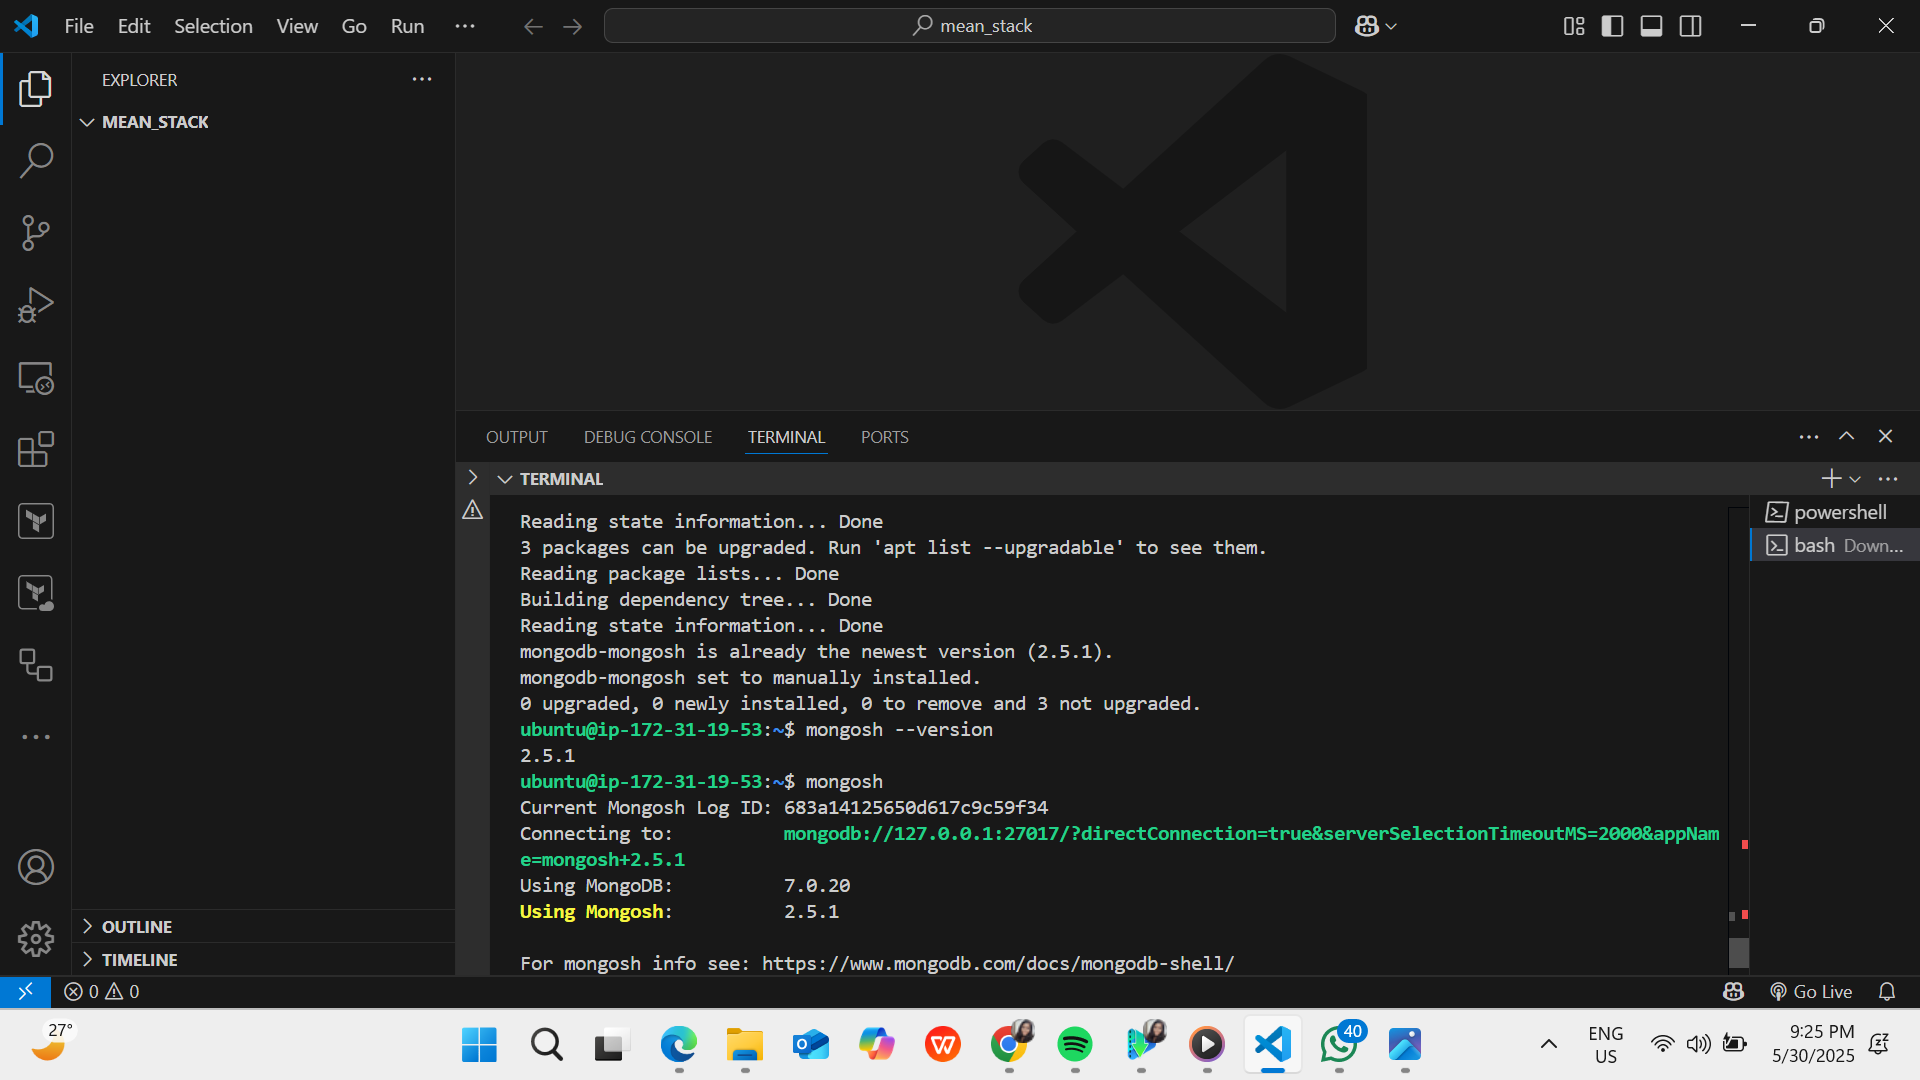 File Edit Selection View Go Run ...
mean_stack
EXPLORER
MEAN_STACK
OUTPUT DEBUG CONSOLE TERMINAL PORTS
TERMINAL
powershell
bash Down...
Reading state information... Done
3 packages can be upgraded. Run 'apt list --upgradable' to see them.
Reading package lists... Done
Building dependency tree... Done
Reading state information... Done
mongodb-mongosh is already the newest version (2.5.1).
mongodb-mongosh set to manually installed.
0 upgraded, 0 newly installed, 0 to remove and 3 not upgraded.
ubuntu@ip-172-31-19-53:~$ mongosh --version
2.5.1
ubuntu@ip-172-31-19-53:~$ mongosh
Current Mongosh Log ID: 683a14125650d617c9c59f34
Connecting to: mongodb://127.0.0.1:27017/?directConnection=true&serverSelectionTimeoutMS=2000&appNam
e=mongosh+2.5.1
Using MongoDB: 7.0.20
Using Mongosh: 2.5.1
For mongosh info see: https://www.mongodb.com/docs/mongodb-shell/
OUTLINE
TIMELINE
0 0
Go Live
27°
40
ENG
US
9:25 PM
5/30/2025